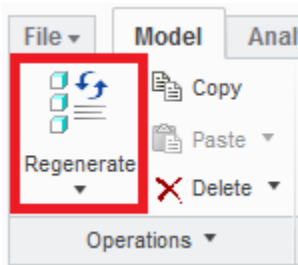 File Model Anal
Copy
Paste
Regenerate
Delete
Operations